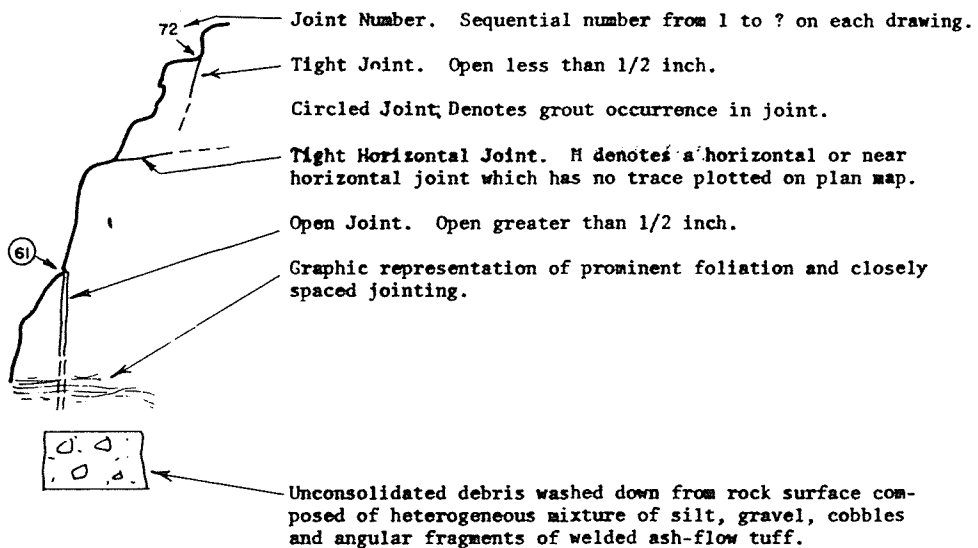 72
Joint Number. Sequential number from 1 to ? on each drawing.
Tight Joint. Open less than 1/2 inch.
Circled Joint, Denotes grout occurrence in joint.
Tight Horizontal Joint. H denotes a horizontal or near
horizontal joint which has no trace plotted on plan map.
Open Joint. Open greater than 1/2 inch.
61
Graphic representation of prominent foliation and closely
spaced jointing.
Unconsolidated debris washed down from rock surface com-
posed of heterogeneous mixture of silt, gravel, cobbles
and angular fragments of welded ash-flow tuff.